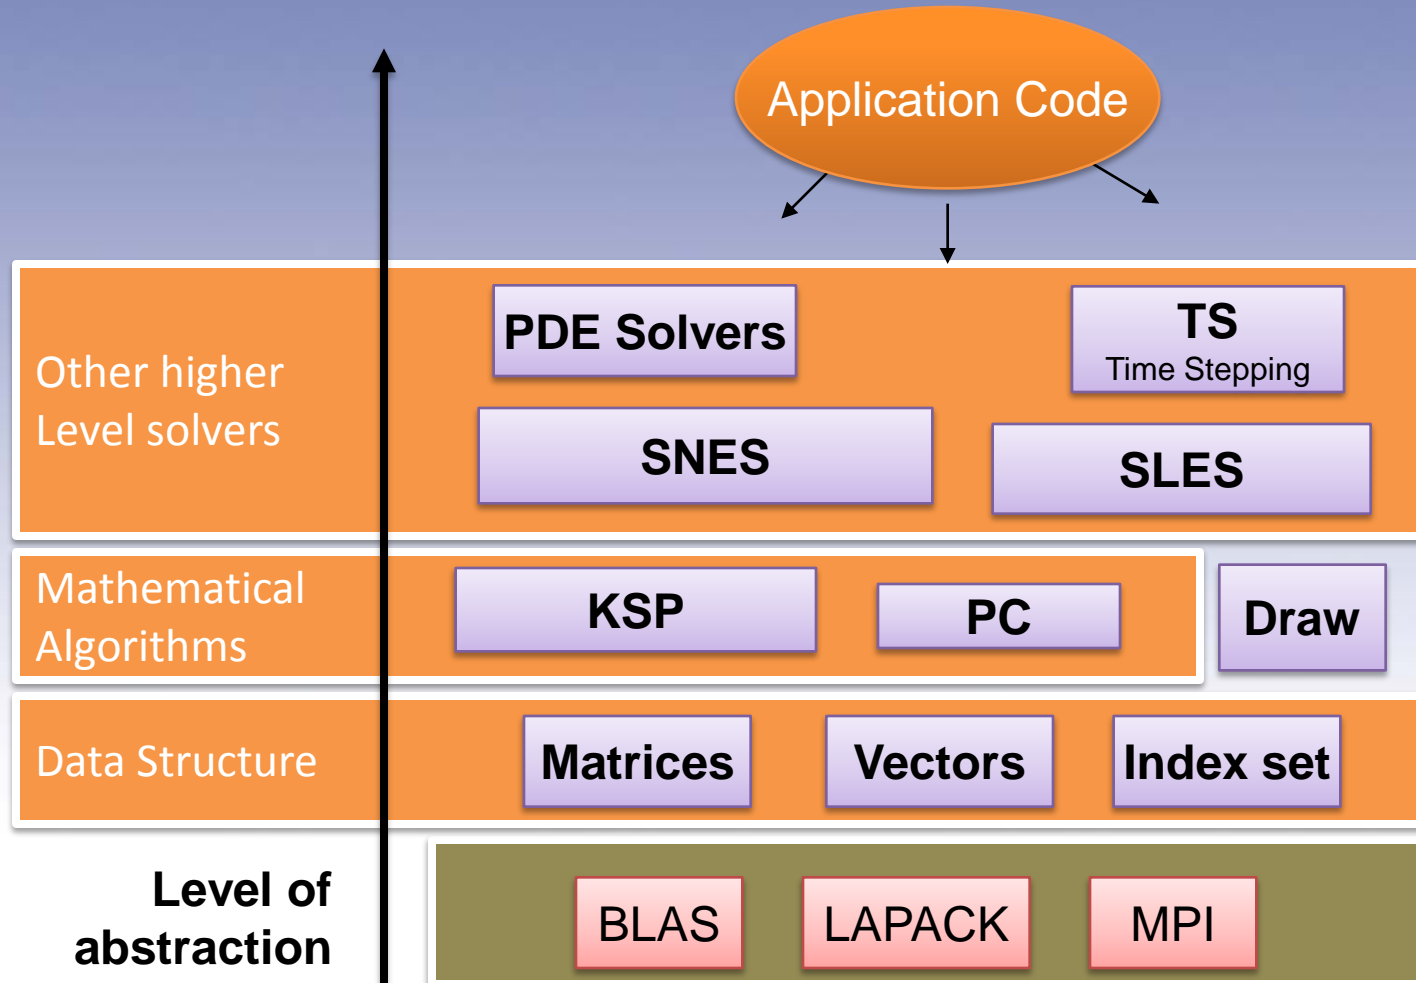 Application Code
PDE Solvers
TS
Time Stepping
Other higher
Level solvers
SNES
SLES
Mathematical
Algorithms
KSP
PC
Draw
Data Structure
Matrices
Vectors
Index set
Level of
abstraction
BLAS
LAPACK
MPI